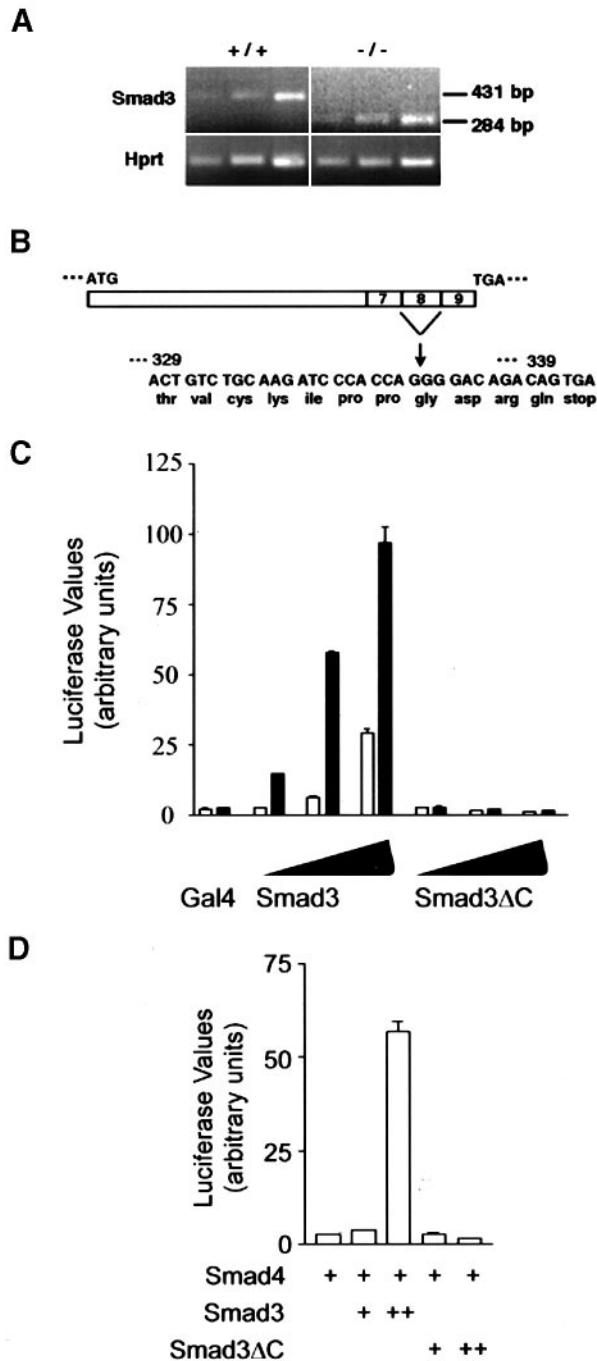 A
+ / +   - / -
Smad3
431 bp
284 bp
Hprt
B
··· ATG
TGA ···
7 8 9
··· 329   ··· 339
ACT GTC TGC AAG ATC CCA CCA GGG GAC AGA CAG TGA
thr val cys lys ile pro pro gly asp arg gln stop
C
Luciferase Values
(arbitrary units)
125
100
75
50
25
0
Gal4 Smad3 Smad3ΔC
D
Luciferase Values
(arbitrary units)
75
50
25
0
Smad4 + + + + +
Smad3 + ++
Smad3ΔC + ++